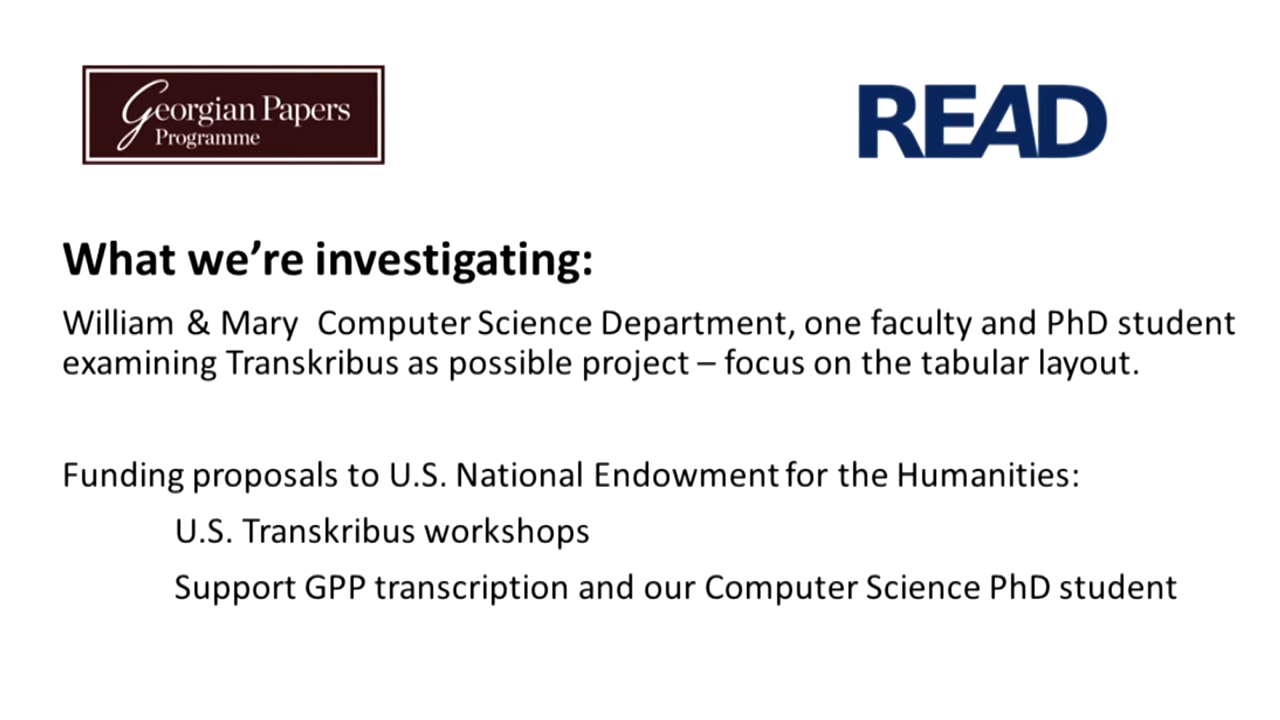 Georgian Papers
Programme
READ
What we’re investigating:
William & Mary Computer Science Department, one faculty and PhD student
examining Transkribus as possible project – focus on the tabular layout.
Funding proposals to U.S. National Endowment for the Humanities:
U.S. Transkribus workshops
Support GPP transcription and our Computer Science PhD student